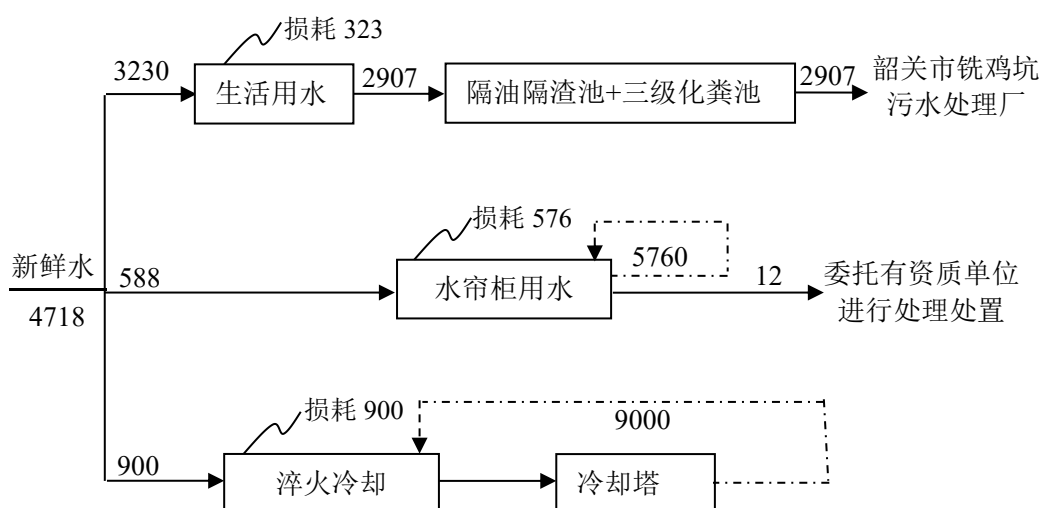 损耗 323
3230
生活用水
2907
隔油隔渣池+三级化粪池
2907
韶关市铣鸡坑
污水处理厂
损耗 576
新鲜水
4718
588
水帘柜用水
5760
12
委托有资质单位
进行处理处置
损耗 900
9000
900
淬火冷却
冷却塔